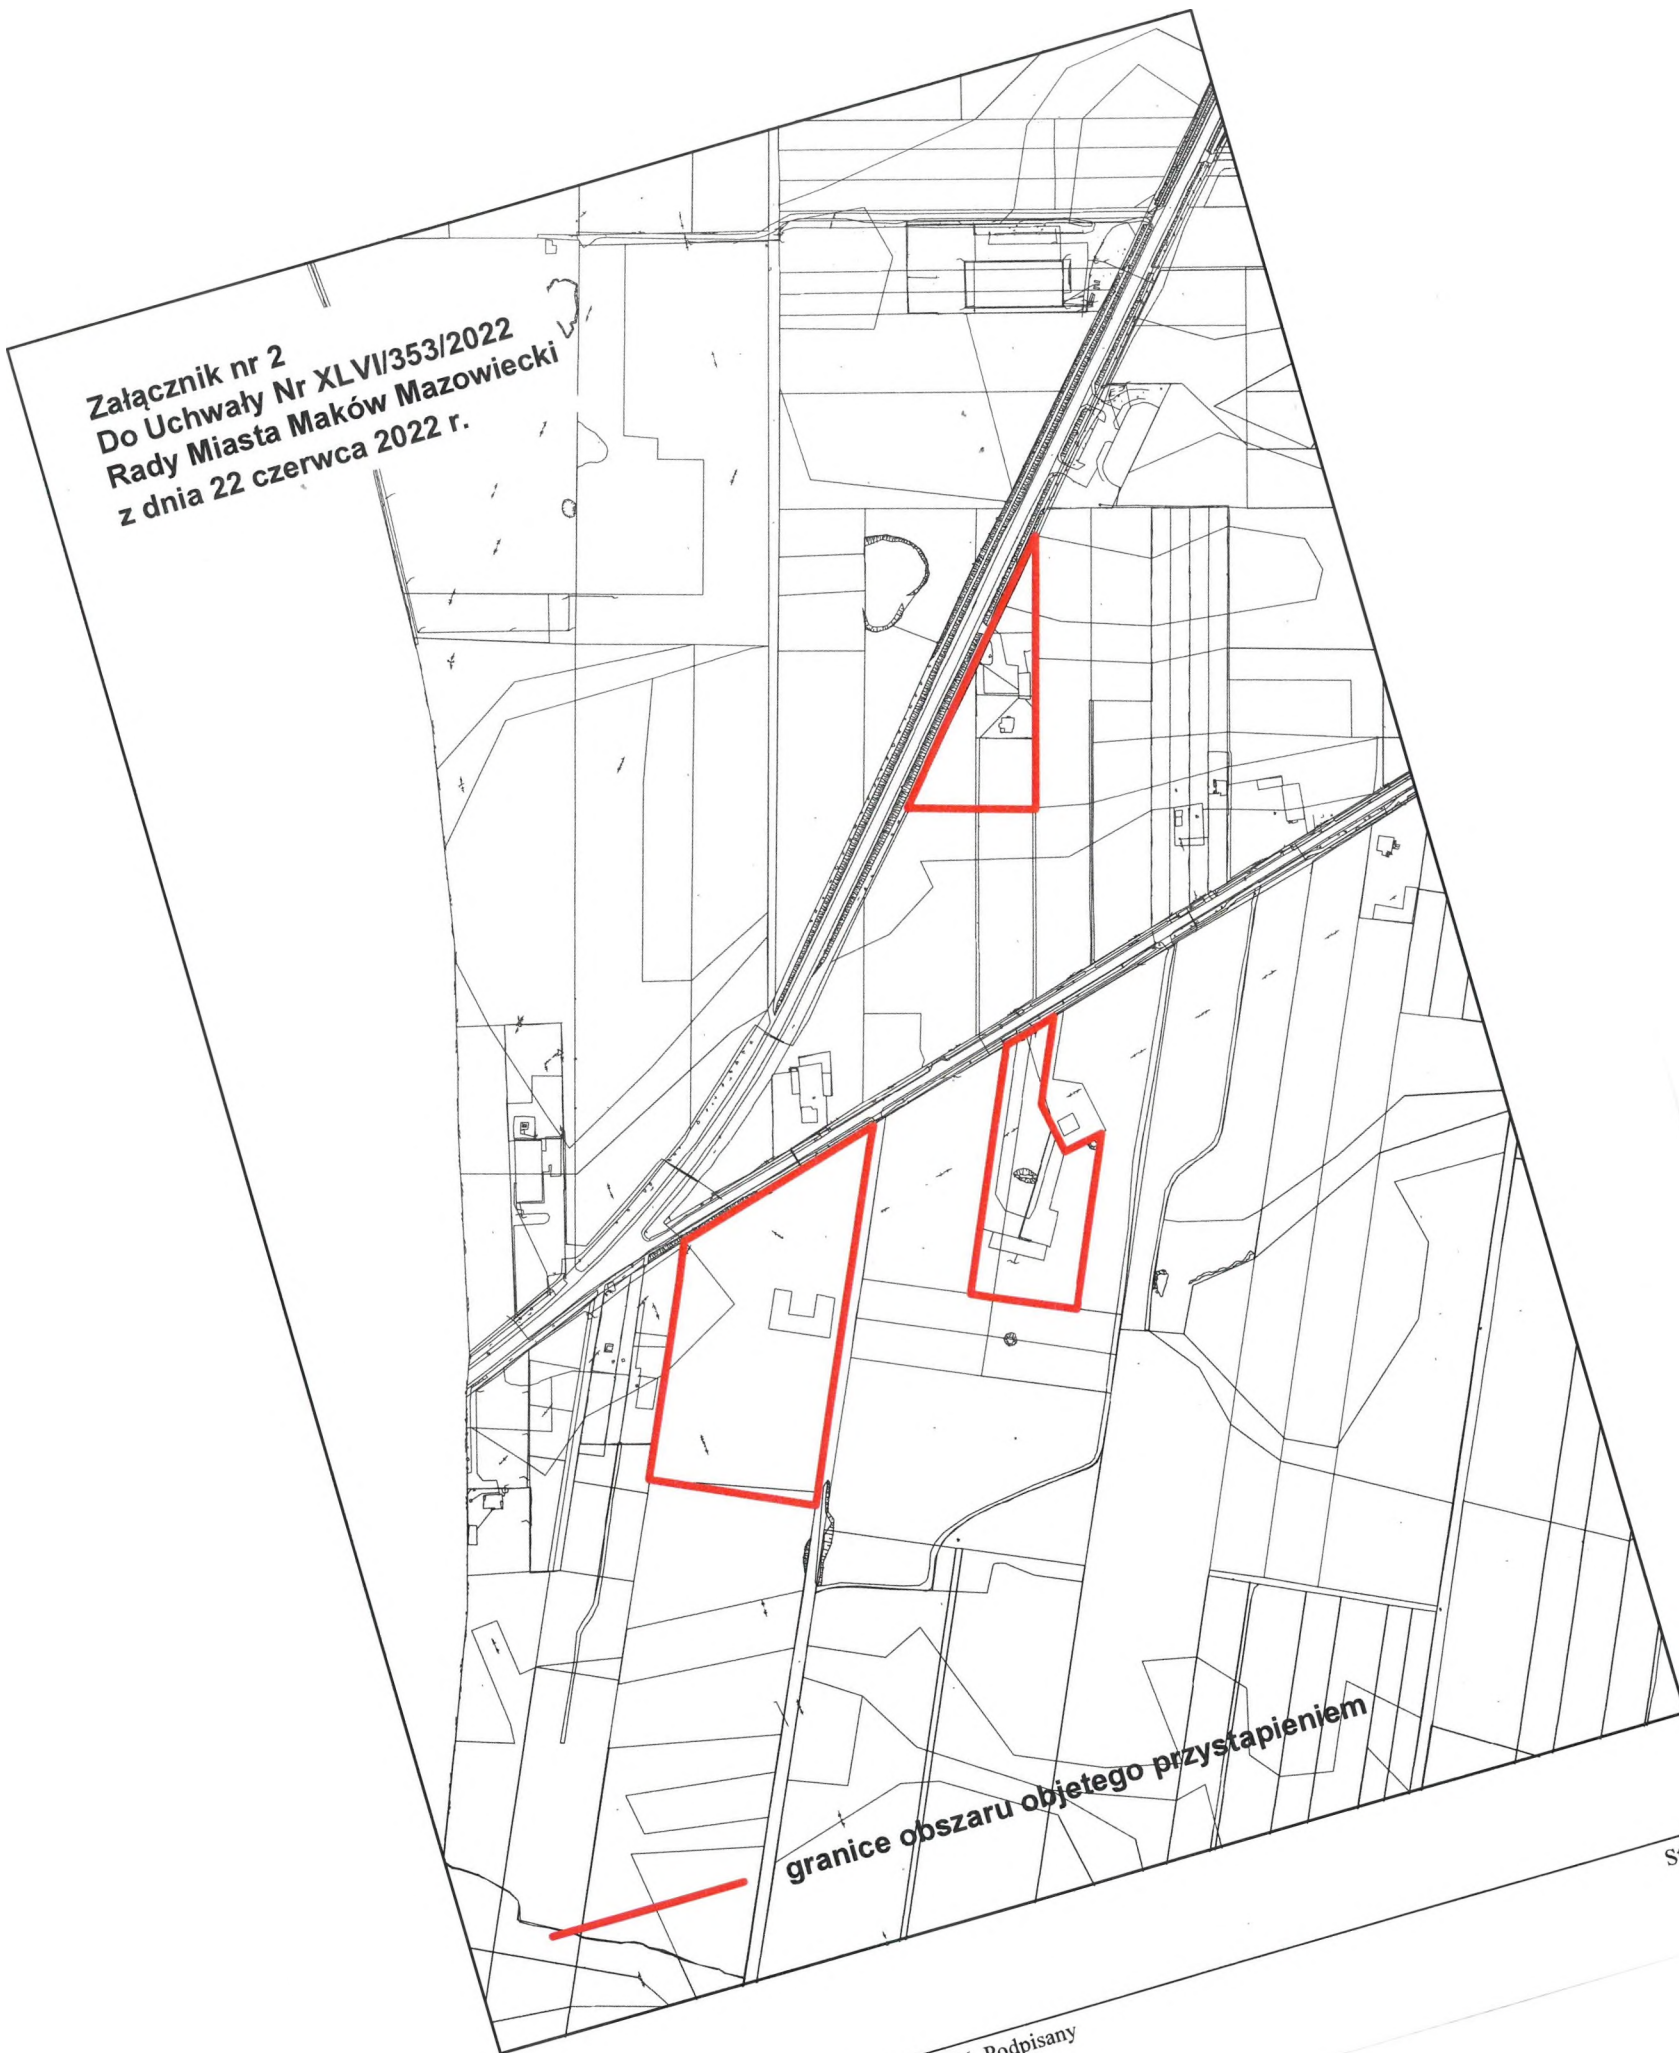 Załącznik nr 2
Do Uchwały Nr XLVI/353/2022
Rady Miasta Maków Mazowiecki
z dnia 22 czerwca 2022 r.
granice obszaru objetego przystapieniem
Podpisany